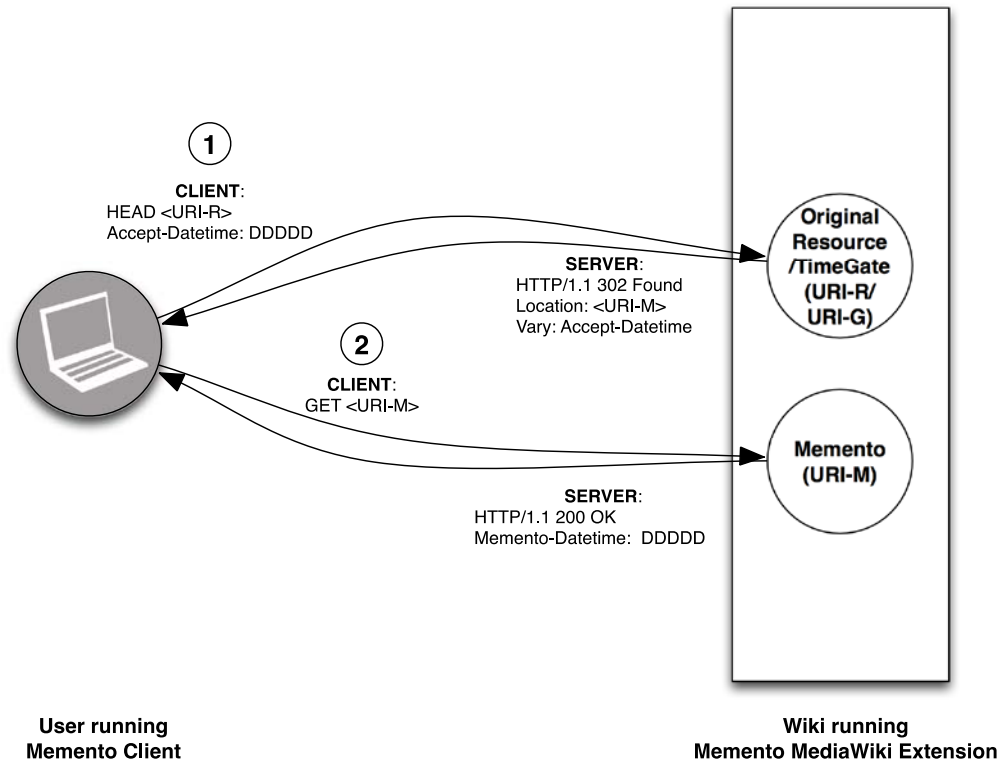 1
CLIENT:
HEAD <URI-R>
Accept-Datetime: DDDDD
SERVER:
HTTP/1.1 302 Found
Location: <URI-M>
Vary: Accept-Datetime
Original
Resource
/TimeGate
(URI-R/
URI-G)
2
CLIENT:
GET <URI-M>
SERVER:
HTTP/1.1 200 OK
Memento-Datetime: DDDDD
Memento
(URI-M)
User running
Memento Client
Wiki running
Memento MediaWiki Extension